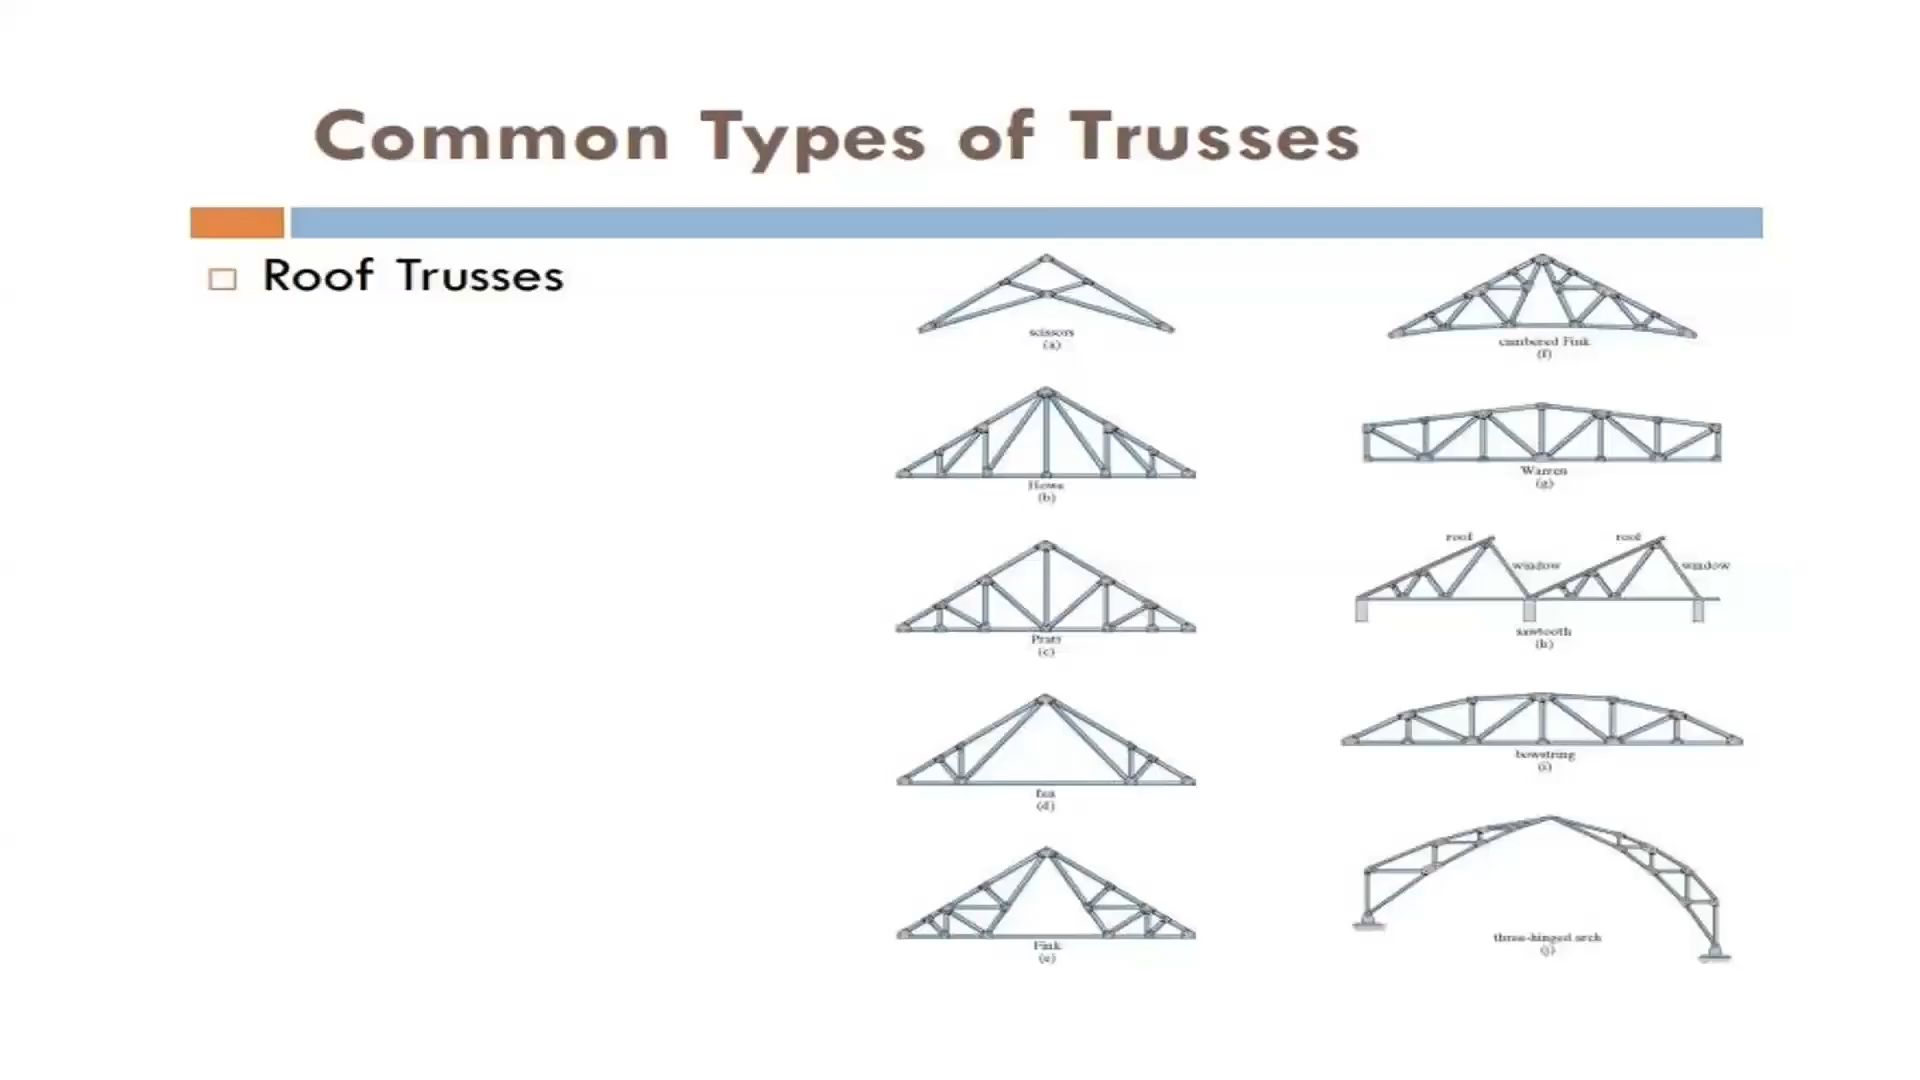 Common Types of Trusses
Roof Trusses
scissors
(a)
Howe
(b)
Pratt
(c)
fan
(d)
Fink
(e)
cambered Fink
(f)
Warren
(g)
roof
roof
window
window
sawtooth
(h)
bowstring
(i)
three-hinged arch
(j)